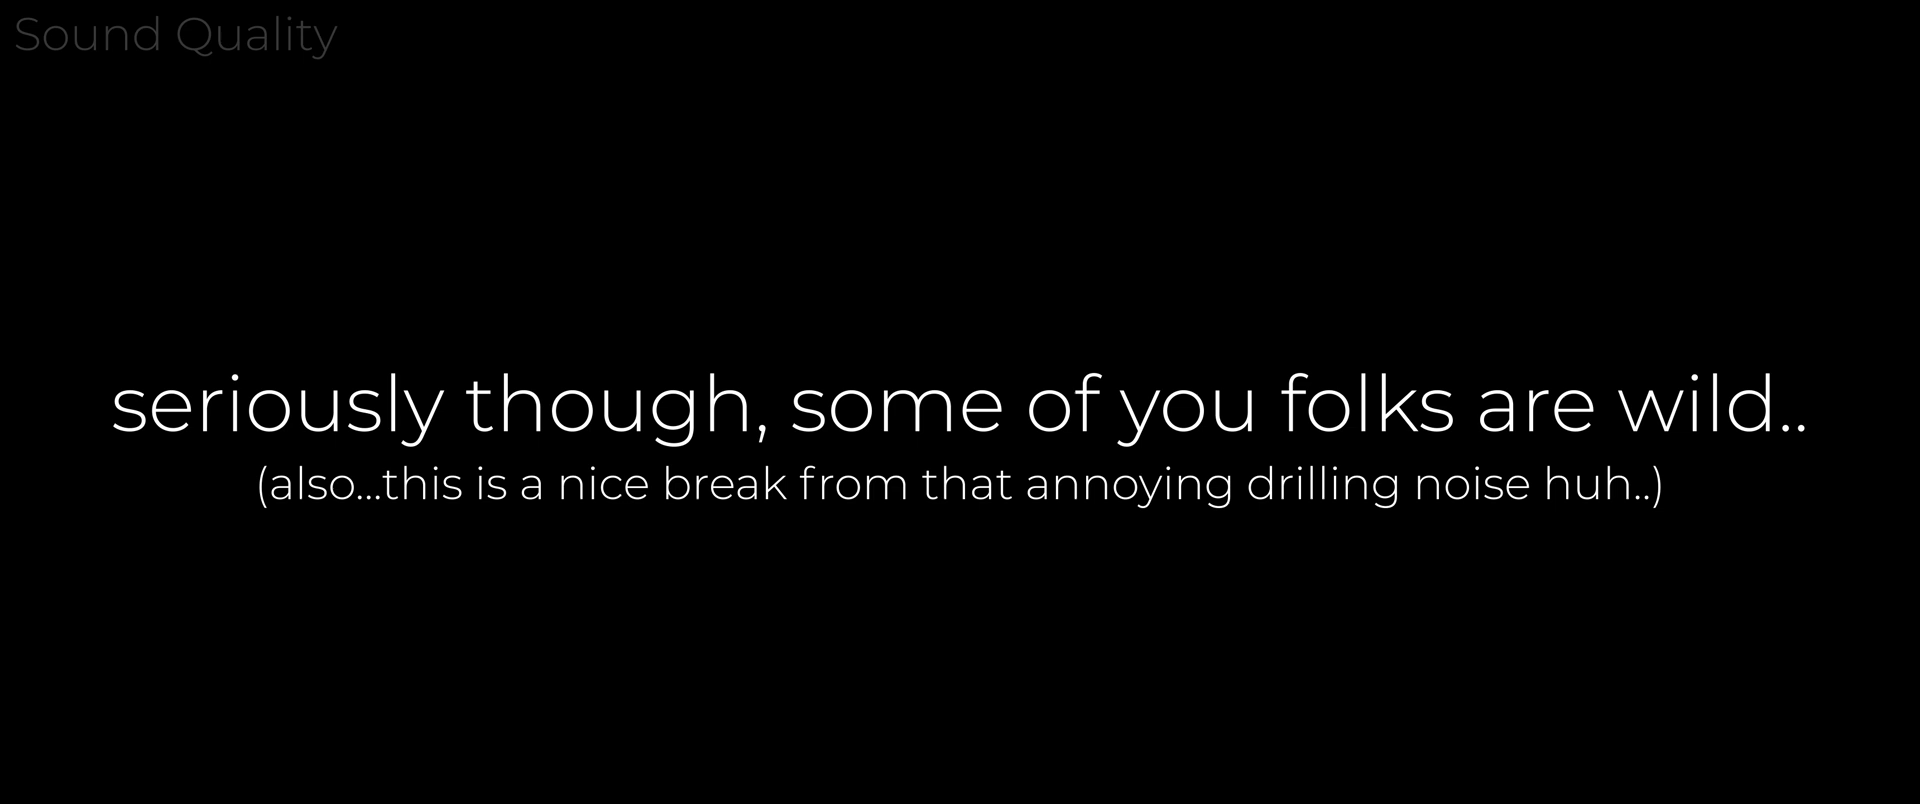 Sound Quality
seriously though, some of you folks are wild..
(also...this is a nice break from that annoying drilling noise huh..)